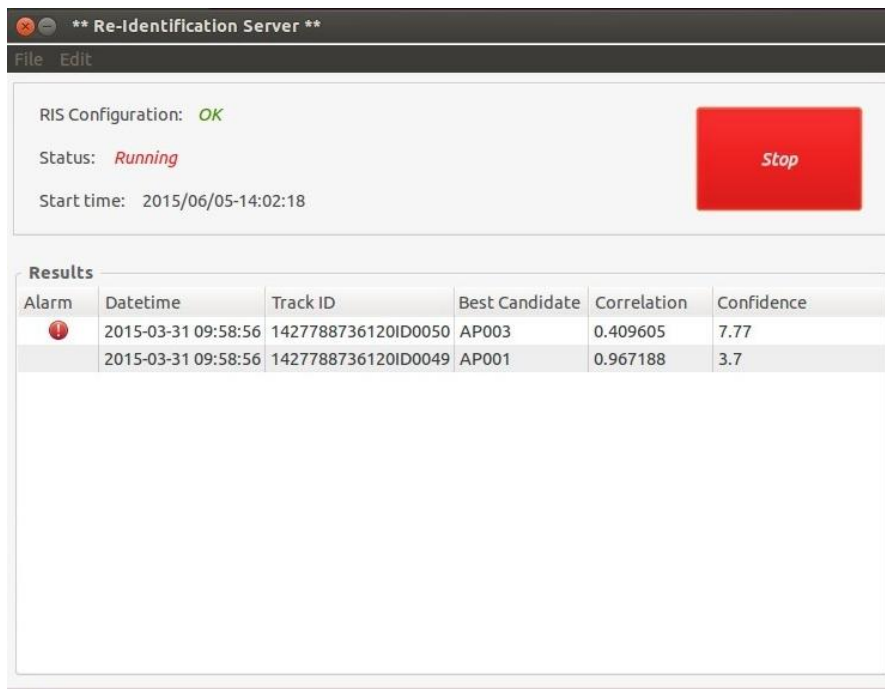 ** Re-Identification Server **
File Edit
RIS Configuration: OK
Status: Running
Stop
Start time: 2015/06/05-14:02:18
Results
Alarm Datetime Track ID Best Candidate Correlation Confidence
2015-03-31 09:58:56 1427788736120ID0050 AP003 0.409605 7.77
2015-03-31 09:58:56 1427788736120ID0049 AP001 0.967188 3.7